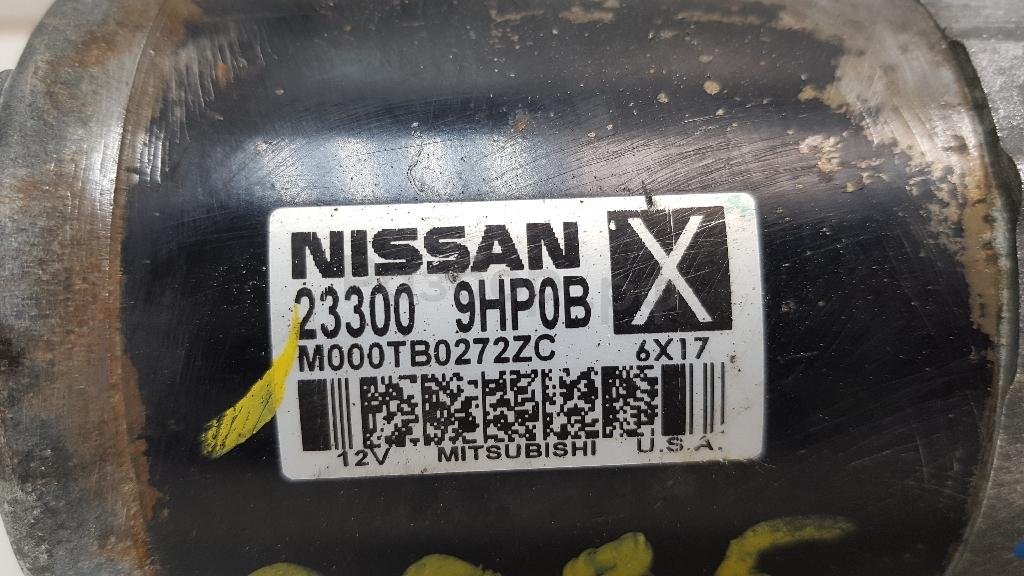 NISSAN X
23300 9HP0B
M000TB0272ZC 6X17
12V MITSUBISHI U.S.A.